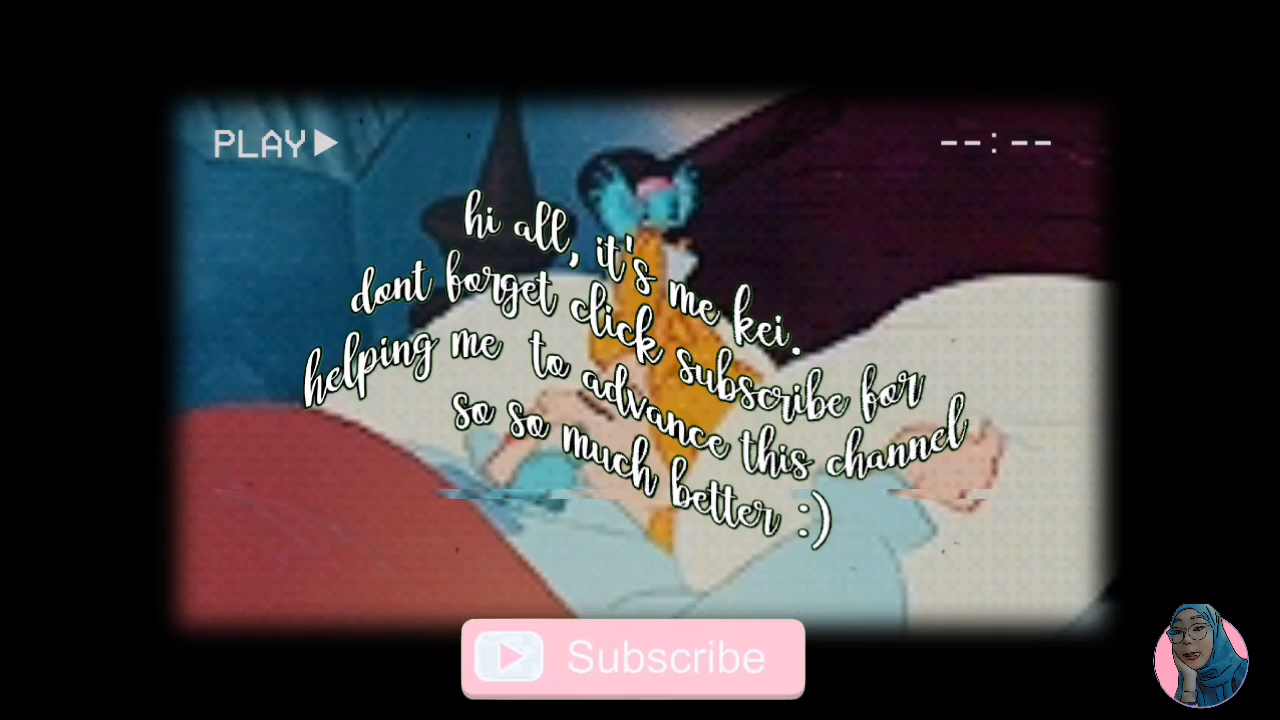 PLAY
--:--
hi all, it's me kei.
dont forget click subscribe for
helping me to advance this channel
so so much better :)
Subscribe